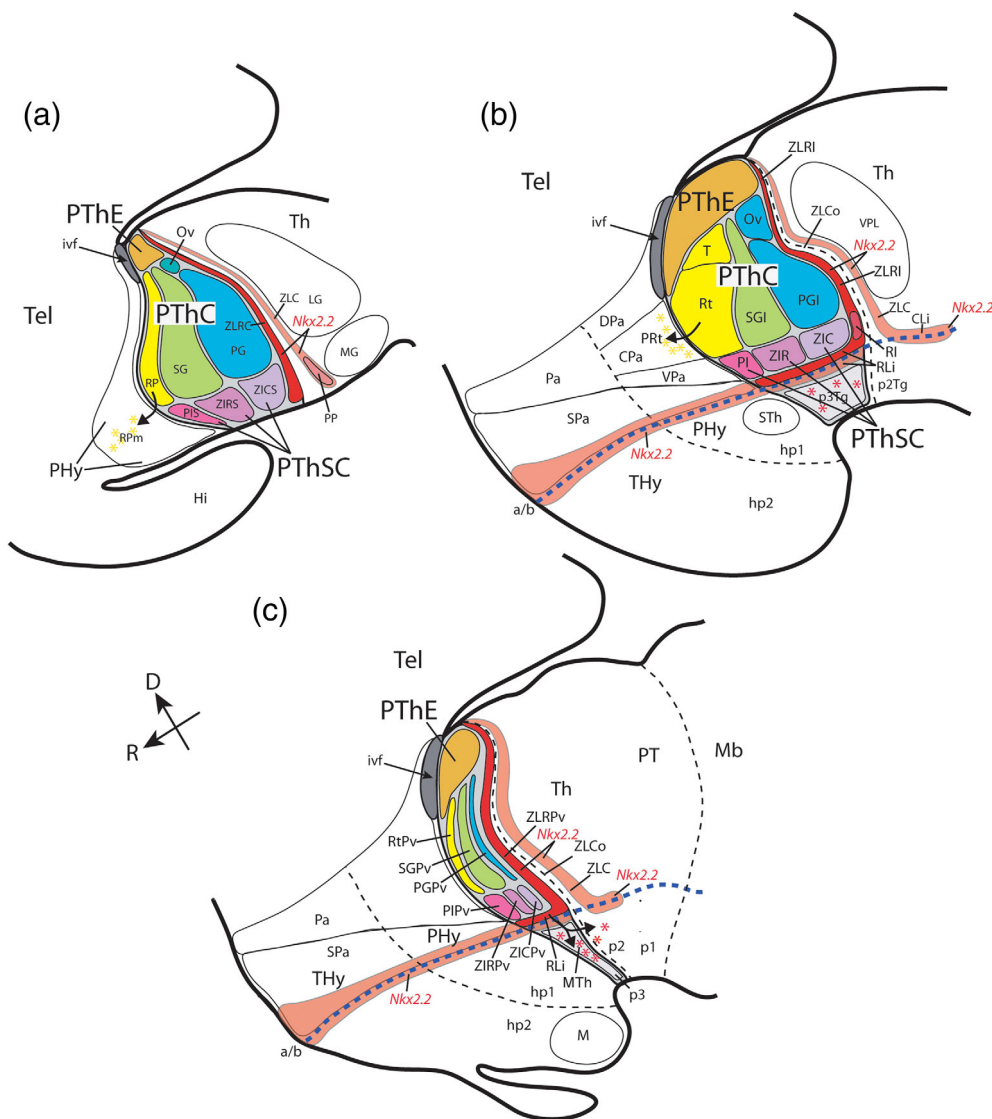 (a)
Tel
PThE
ivf
Ov
Th
PThC
ZLC
LG
ZLRC
Nkx2.2
PG
MG
SG
RP
ZICS
ZIRS
PIS
PP
RPm
PThSC
PHy
Hi
(b)
Tel
ZLRI
Th
PThE
ZLCo
ivf
Ov
VPL
Nkx2.2
T
PThC
ZLRI
Rt
PGI
ZLC
Nkx2.2
SGI
CLi
DPa
PRt
CPa
ZIC
RI
PI
ZIR
RLi
Pa
VPa
p2Tg
p3Tg
SPa
STh
PThSC
PHy
Nkx2.2
hp1
THy
a/b
hp2
(c)
Tel
D
R
PThE
PT
Mb
ivf
Th
ZLRPv
RtPv
Nkx2.2
ZLCo
SGPv
ZLC
PGPv
Nkx2.2
PIPv
Pa
PHy
p2
p1
SPa
ZICPv
RLi
ZIRPv
MTh
THy
hp1
p3
Nkx2.2
hp2
M
a/b